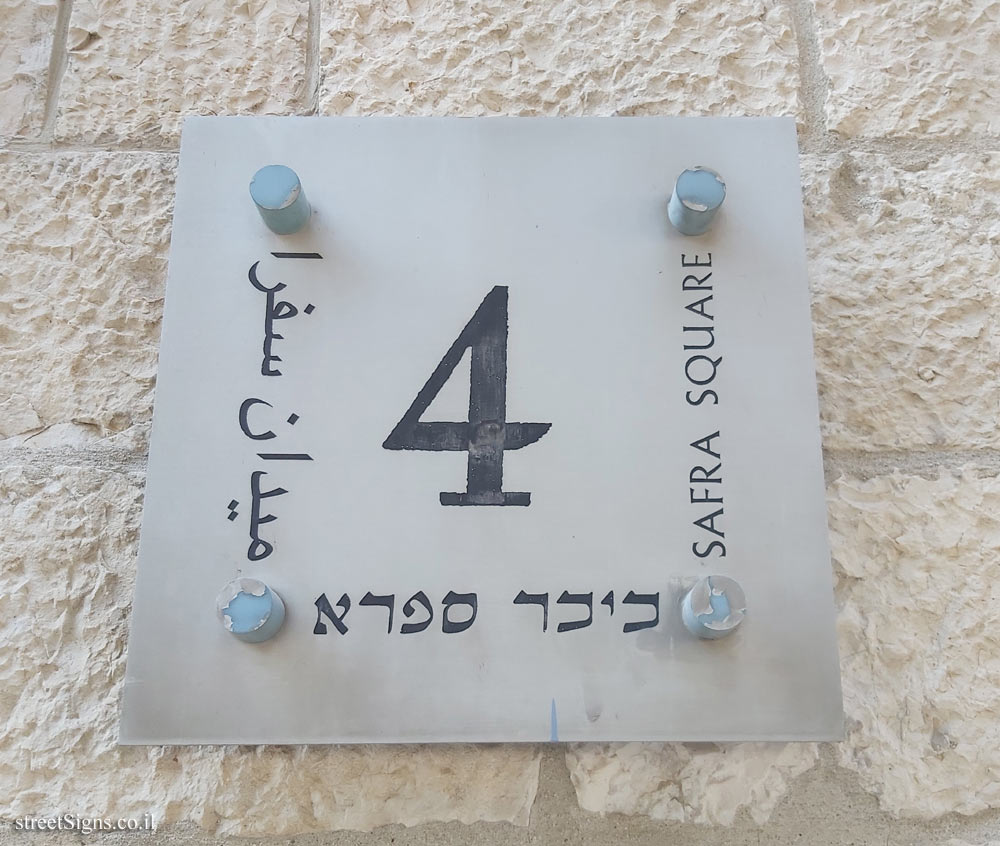 ميدان سفرا
4
SAFRA SQUARE
כיכר ספרא
streetSigns.co.il